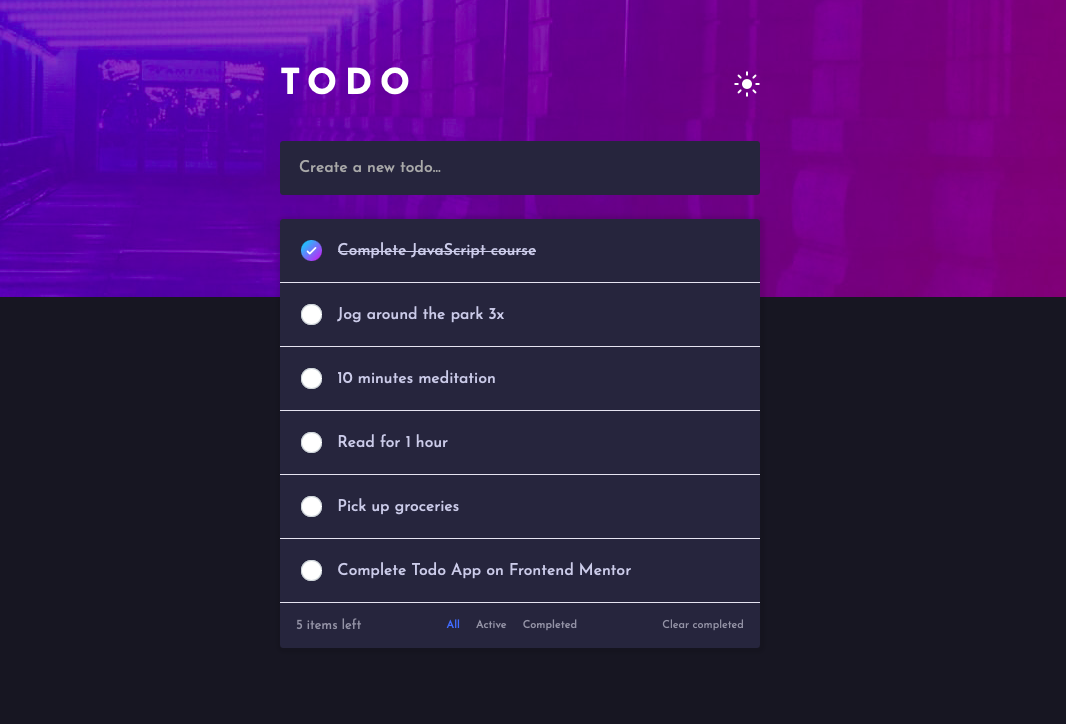 TODO
Create a new todo...
Complete JavaScript course
Jog around the park 3x
10 minutes meditation
Read for 1 hour
Pick up groceries
Complete Todo App on Frontend Mentor
5 items left All Active Completed Clear completed